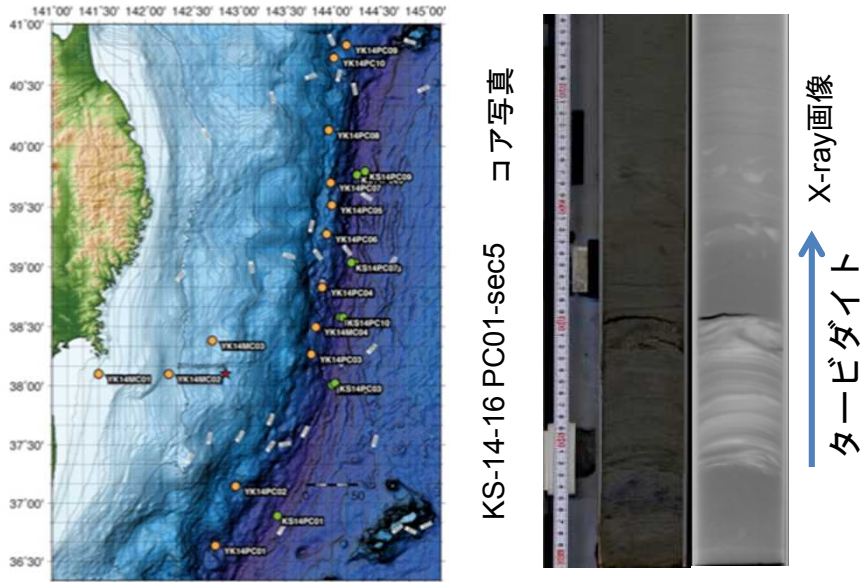 141°00' 141°30' 142°00' 142°30' 143°00' 143°30' 144°00' 144°30' 145°00'
41°00'
40°30'
40°00'
39°30'
39°00'
38°30'
38°00'
37°30'
37°00'
36°30'
YK14PC09
YK14PC10
YK14PC08
KS14PC09
YK14PC07
YK14PC05
YK14PC06
KS14PC07
YK14PC04
KS14PC10
YK14MC04
YK14MC03
YK14PC03
YK14MC01
YK14MC02
KS14PC03
YK14PC02
0 50
KS14PC01
YK14PC01
KS-14-16 PC01-sec5 コア写真
X-ray画像
タービダイト